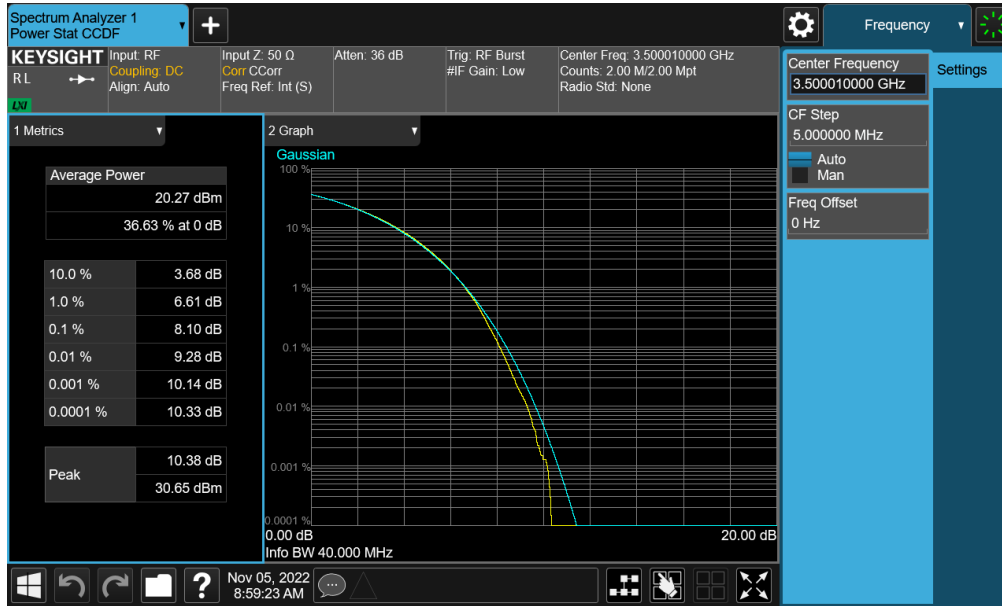 Spectrum Analyzer 1
Power Stat CCDF
Frequency
KEYSIGHT
R L
LXI
Input: RF
Coupling: DC
Align: Auto
Input Z: 50 Ω
Corr CCorr
Freq Ref: Int (S)
Atten: 36 dB
Trig: RF Burst
#IF Gain: Low
Center Freq: 3.500010000 GHz
Counts: 2.00 M/2.00 Mpt
Radio Std: None
Center Frequency
3.500010000 GHz
Settings
CF Step
5.000000 MHz
Auto
Man
Freq Offset
0 Hz
1 Metrics
Average Power
20.27 dBm
36.63 % at 0 dB
10.0 % 3.68 dB
1.0 % 6.61 dB
0.1 % 8.10 dB
0.01 % 9.28 dB
0.001 % 10.14 dB
0.0001 % 10.33 dB
Peak
10.38 dB
30.65 dBm
2 Graph
Gaussian
100 %
10 %
1 %
0.1 %
0.01 %
0.001 %
0.0001 %
0.00 dB 20.00 dB
Info BW 40.000 MHz
?
Nov 05, 2022
8:59:23 AM